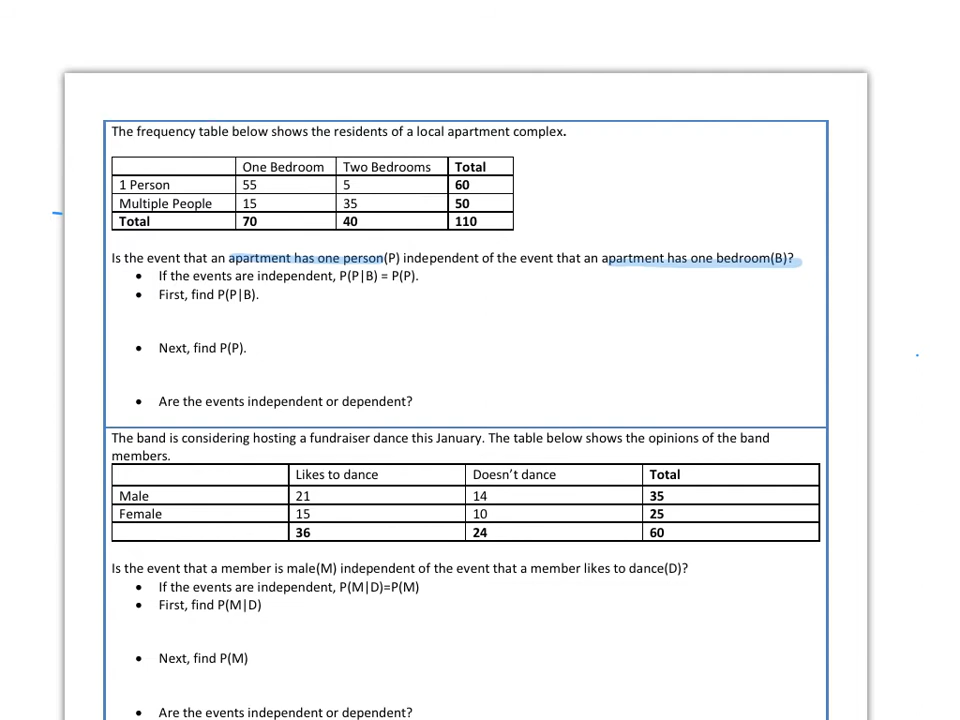 The frequency table below shows the residents of a local apartment complex.
One Bedroom Two Bedrooms Total
1 Person 55 5 60
Multiple People 15 35 50
Total 70 40 110
Is the event that an apartment has one person(P) independent of the event that an apartment has one bedroom(B)?
• If the events are independent, P(P|B) = P(P).
• First, find P(P|B).
• Next, find P(P).
• Are the events independent or dependent?
The band is considering hosting a fundraiser dance this January. The table below shows the opinions of the band
members.
Likes to dance Doesn't dance Total
Male 21 14 35
Female 15 10 25
36 24 60
Is the event that a member is male(M) independent of the event that a member likes to dance(D)?
• If the events are independent, P(M|D)=P(M)
• First, find P(M|D)
• Next, find P(M)
• Are the events independent or dependent?